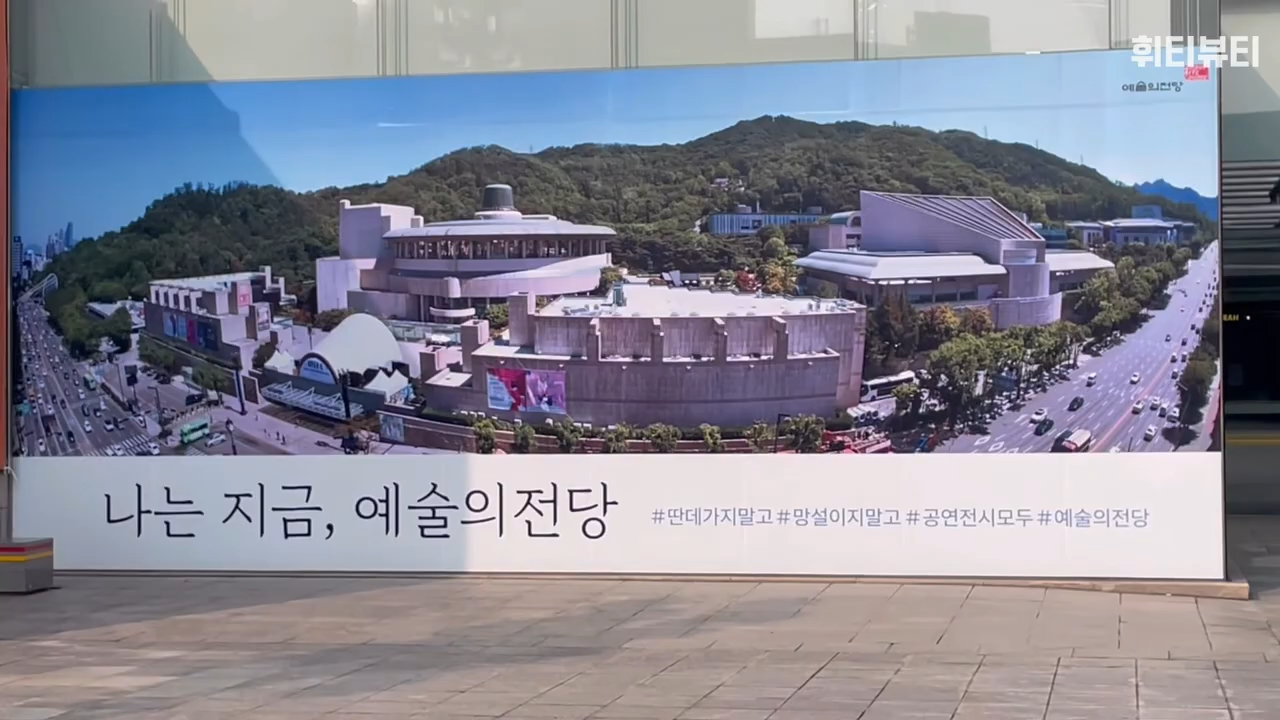 휘티뷰티
예술의전당
나는 지금, 예술의전당
#딴데가지말고 #망설이지말고 #공연전시모두 #예술의전당